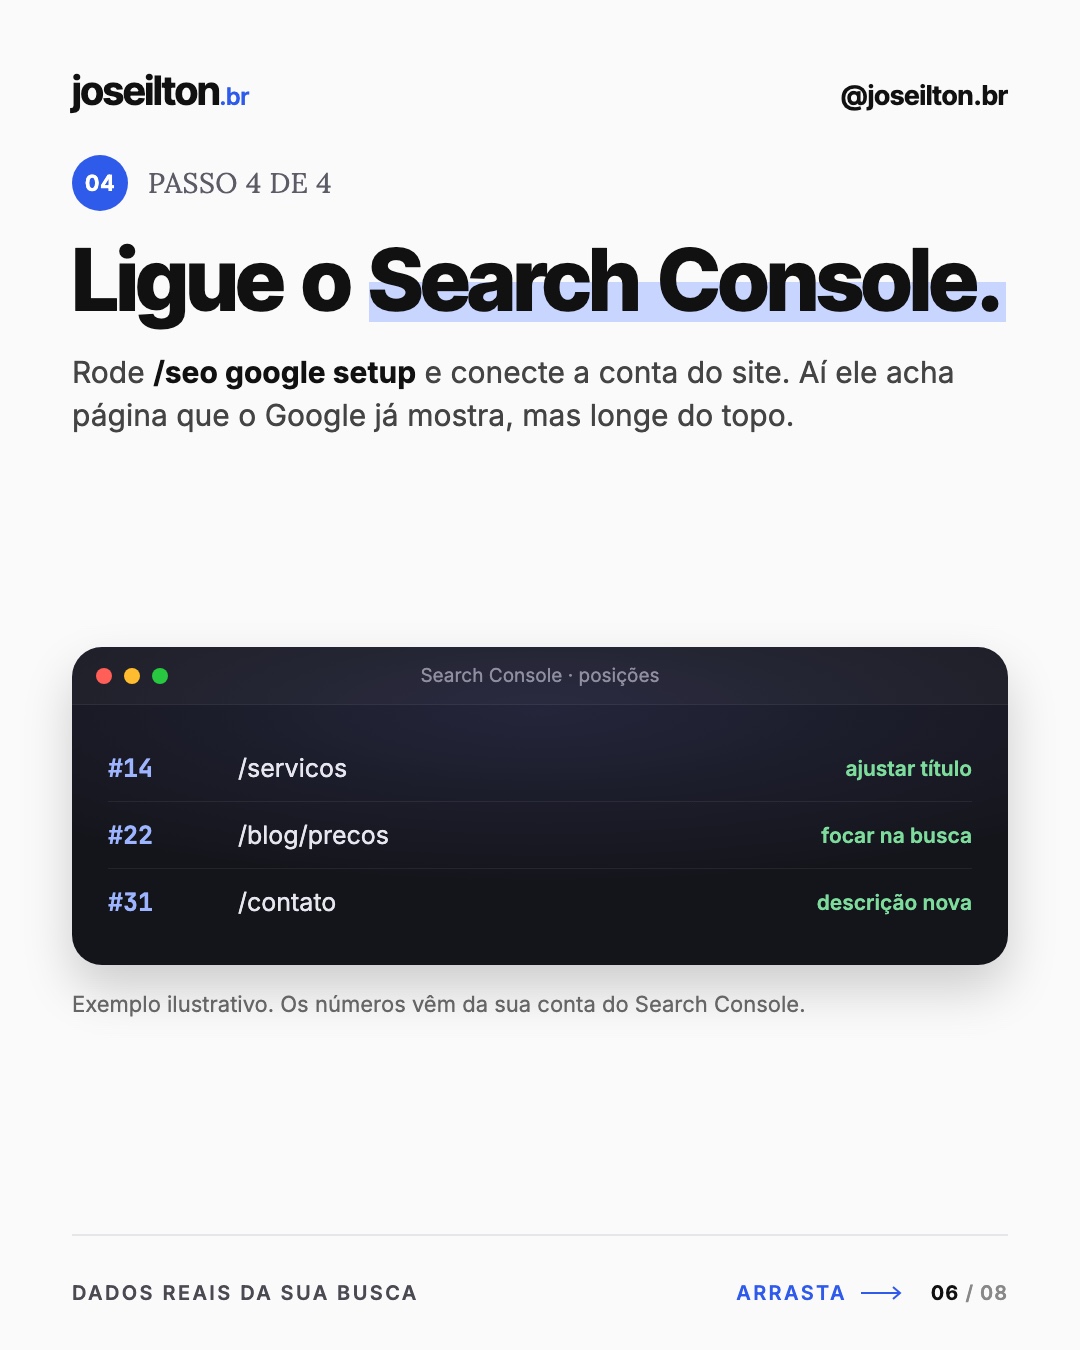 joseilton.br
@joseilton.br
04 PASSO 4 DE 4
Ligue o Search Console.
Rode /seo google setup e conecte a conta do site. Aí ele acha
página que o Google já mostra, mas longe do topo.
Search Console · posições
#14 /servicos ajustar título
#22 /blog/precos focar na busca
#31 /contato descrição nova
Exemplo ilustrativo. Os números vêm da sua conta do Search Console.
DADOS REAIS DA SUA BUSCA ARRASTA → 06 / 08